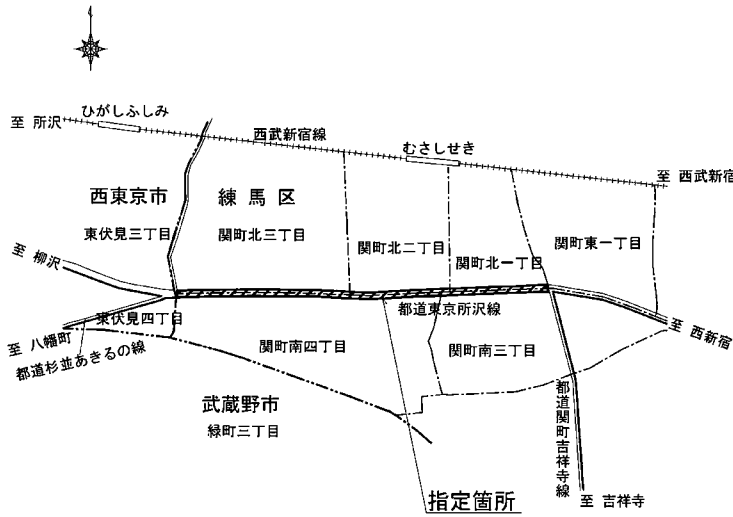 ひがしふしみ
至 所沢
西武新宿線
むさしせき
至 西武新宿
西東京市
練馬区
東伏見三丁目
関町北三丁目
関町北二丁目
関町北一丁目
関町東一丁目
至 柳沢
都道東京所沢線
東伏見四丁目
至 八幡町
都道杉並あきるの線
関町南四丁目
関町南三丁目
至 西新宿
武蔵野市
緑町三丁目
都道関町吉祥寺線
指定箇所
至 吉祥寺